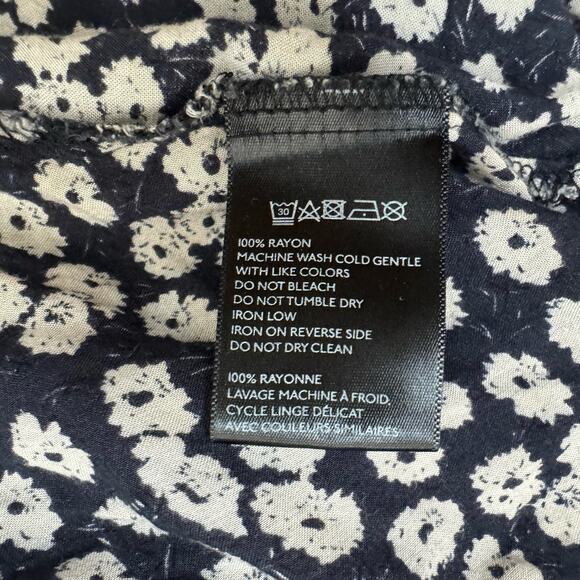 30
100% RAYON
MACHINE WASH COLD GENTLE
WITH LIKE COLORS
DO NOT BLEACH
DO NOT TUMBLE DRY
IRON LOW
IRON ON REVERSE SIDE
DO NOT DRY CLEAN
100% RAYONNE
LAVAGE MACHINE À FROID,
CYCLE LINGE DÉLICAT
AVEC COULEURS SIMILAIRES